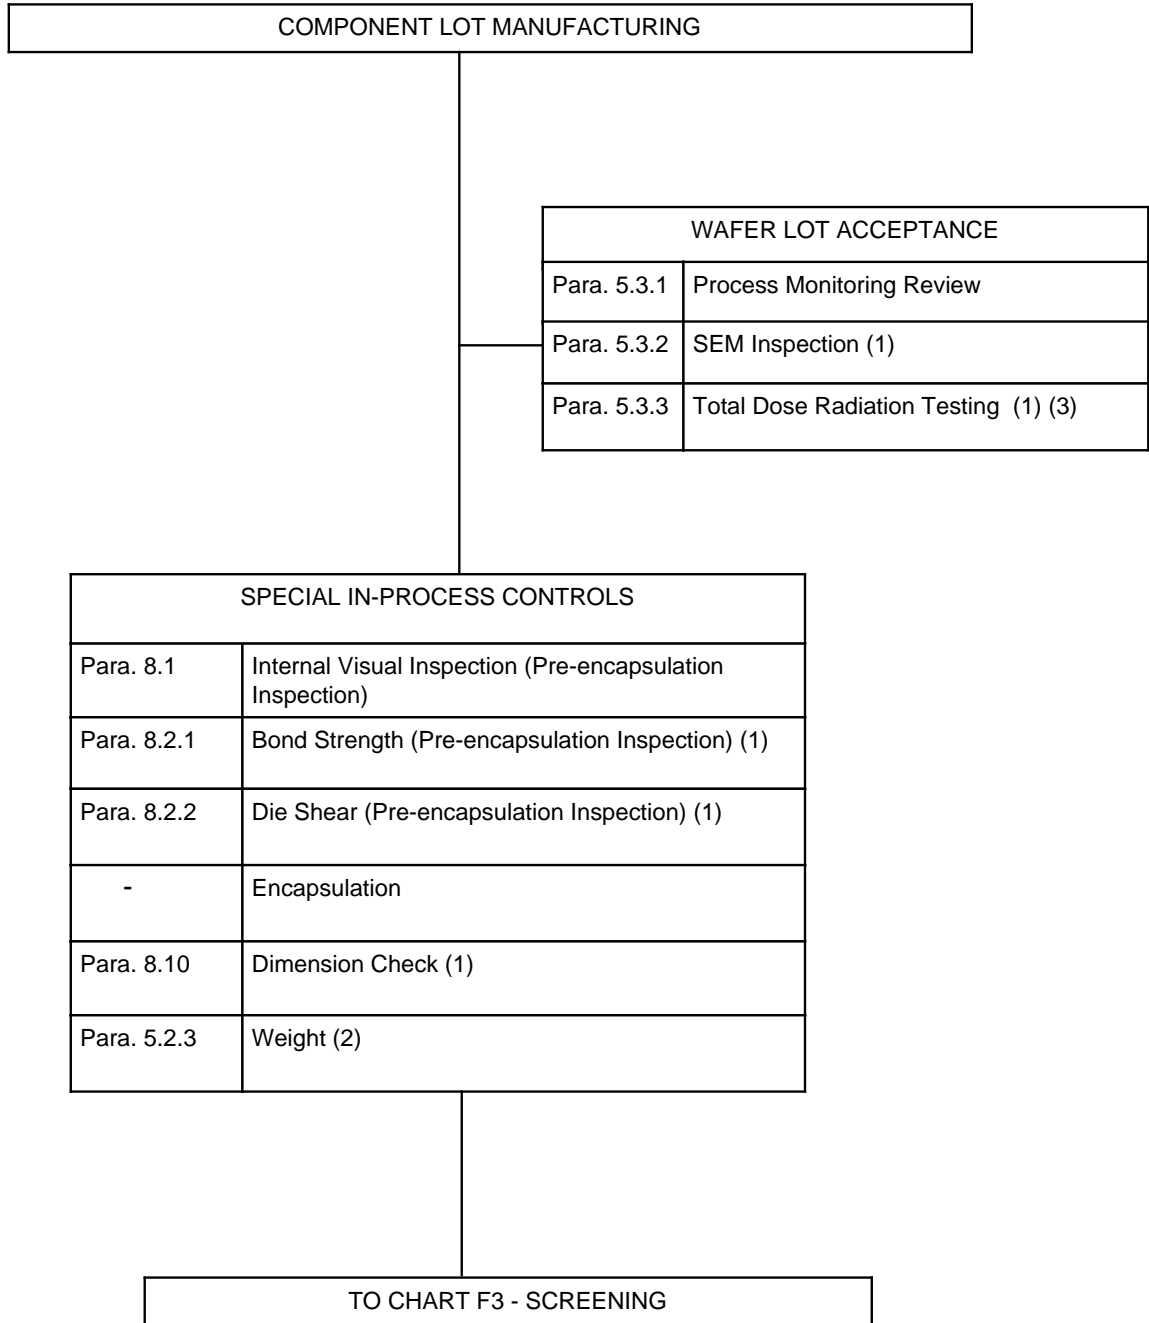 COMPONENT LOT MANUFACTURING
WAFER LOT ACCEPTANCE
Para. 5.3.1 Process Monitoring Review
Para. 5.3.2 SEM Inspection (1)
Para. 5.3.3 Total Dose Radiation Testing (1) (3)
SPECIAL IN-PROCESS CONTROLS
Para. 8.1 Internal Visual Inspection (Pre-encapsulation
Inspection)
Para. 8.2.1 Bond Strength (Pre-encapsulation Inspection) (1)
Para. 8.2.2 Die Shear (Pre-encapsulation Inspection) (1)
- Encapsulation
Para. 8.10 Dimension Check (1)
Para. 5.2.3 Weight (2)
TO CHART F3 - SCREENING